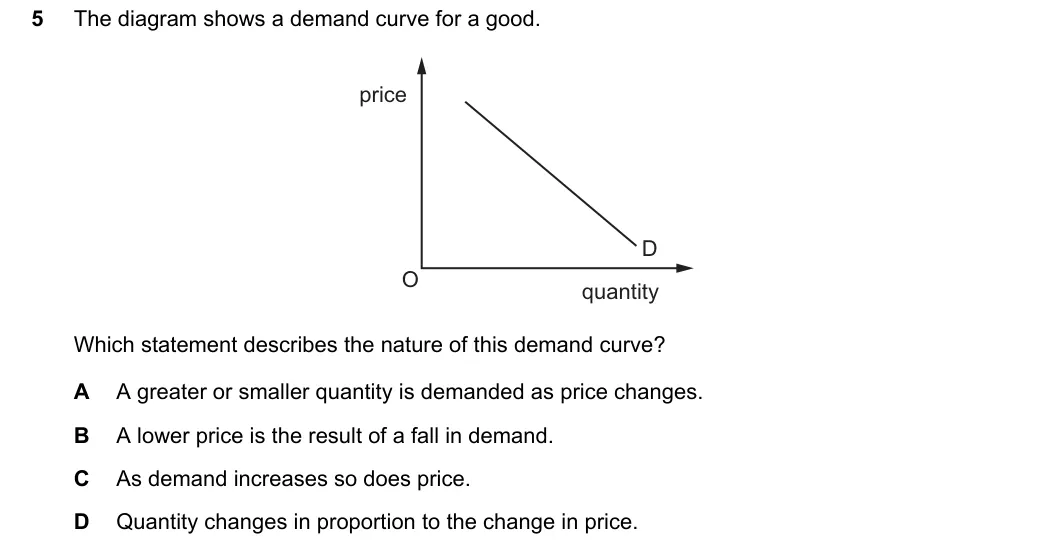 5 The diagram shows a demand curve for a good.
price
D
O
quantity
Which statement describes the nature of this demand curve?
A A greater or smaller quantity is demanded as price changes.
B A lower price is the result of a fall in demand.
C As demand increases so does price.
D Quantity changes in proportion to the change in price.